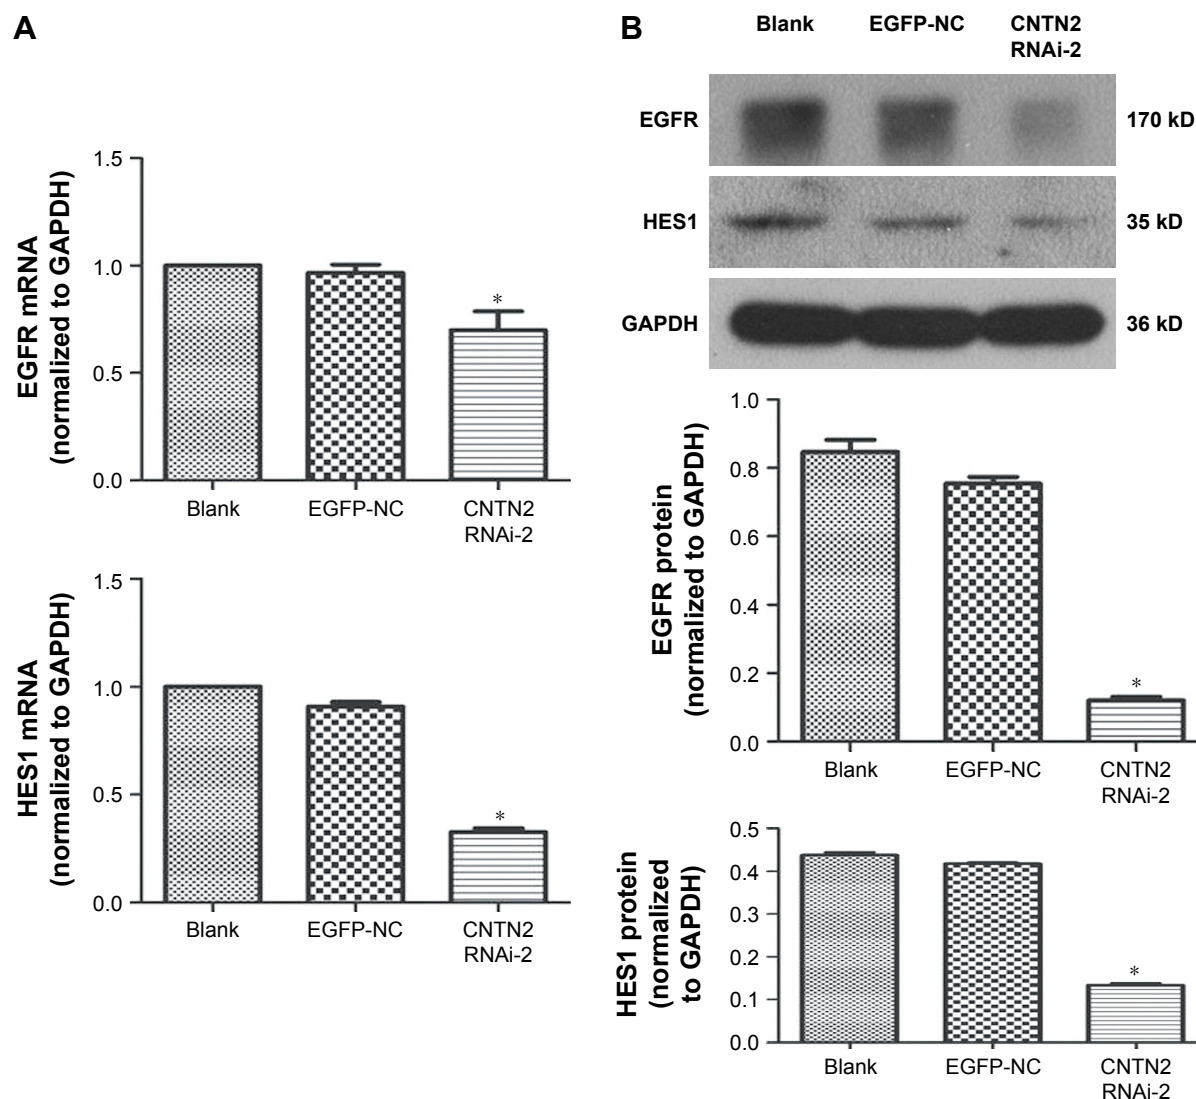 A
1.5
1.0
0.5
0.0
EGFR mRNA
(normalized to GAPDH)
*
Blank
EGFP-NC
CNTN2
RNAi-2
1.5
1.0
0.5
0.0
HES1 mRNA
(normalized to GAPDH)
*
Blank
EGFP-NC
CNTN2
RNAi-2
B
Blank
EGFP-NC
CNTN2
RNAi-2
EGFR
170 kD
HES1
35 kD
GAPDH
36 kD
1.0
0.8
0.6
0.4
0.2
0.0
EGFR protein
(normalized to GAPDH)
*
Blank
EGFP-NC
CNTN2
RNAi-2
0.5
0.4
0.3
0.2
0.1
0.0
HES1 protein
(normalized
to GAPDH)
*
Blank
EGFP-NC
CNTN2
RNAi-2